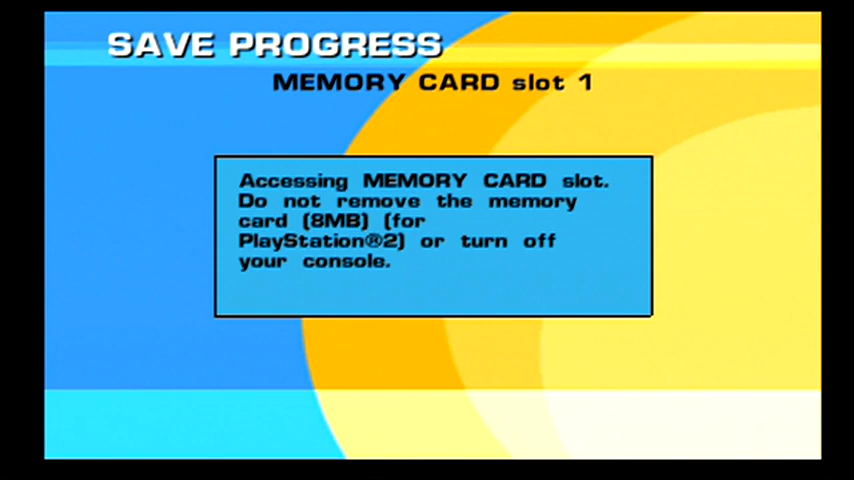 SAVE PROGRESS
MEMORY CARD slot 1
Accessing MEMORY CARD slot.
Do not remove the memory
card (8MB) (for
PlayStation®2) or turn off
your console.